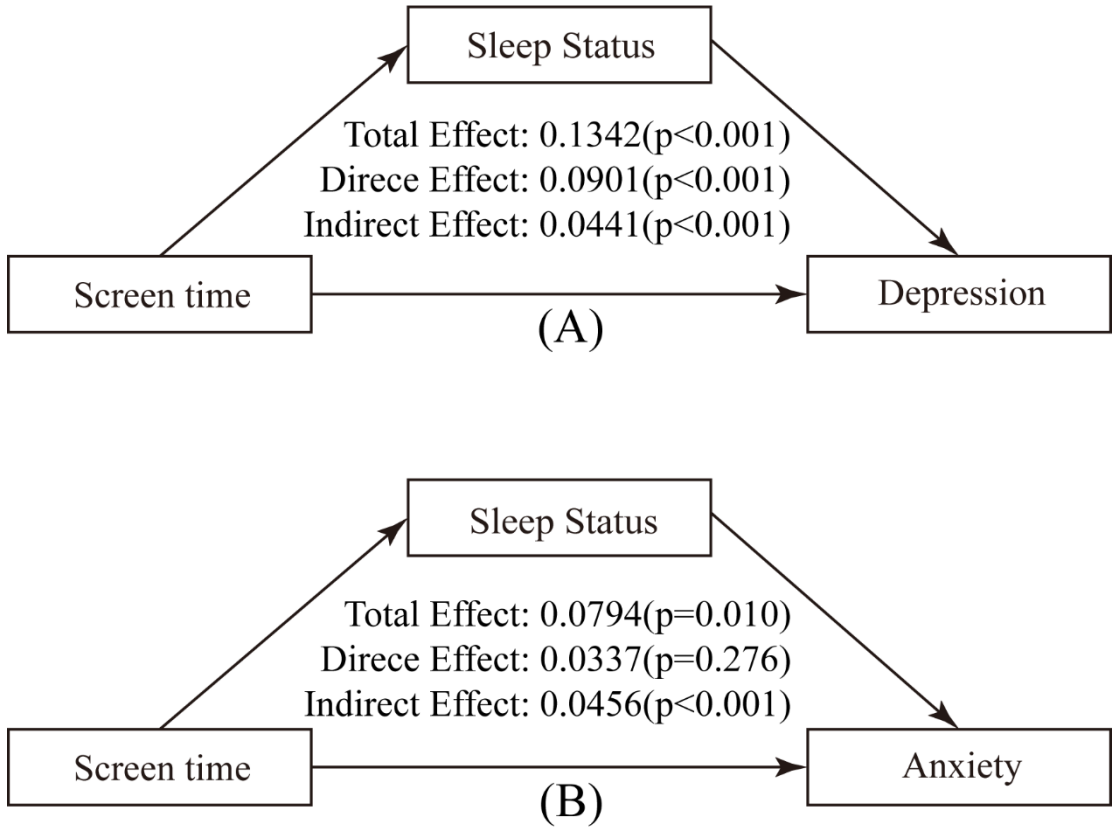 Sleep Status
Total Effect: 0.1342(p<0.001)
Direce Effect: 0.0901(p<0.001)
Indirect Effect: 0.0441(p<0.001)
Screen time
Depression
(A)
Sleep Status
Total Effect: 0.0794(p=0.010)
Direce Effect: 0.0337(p=0.276)
Indirect Effect: 0.0456(p<0.001)
Screen time
Anxiety
(B)